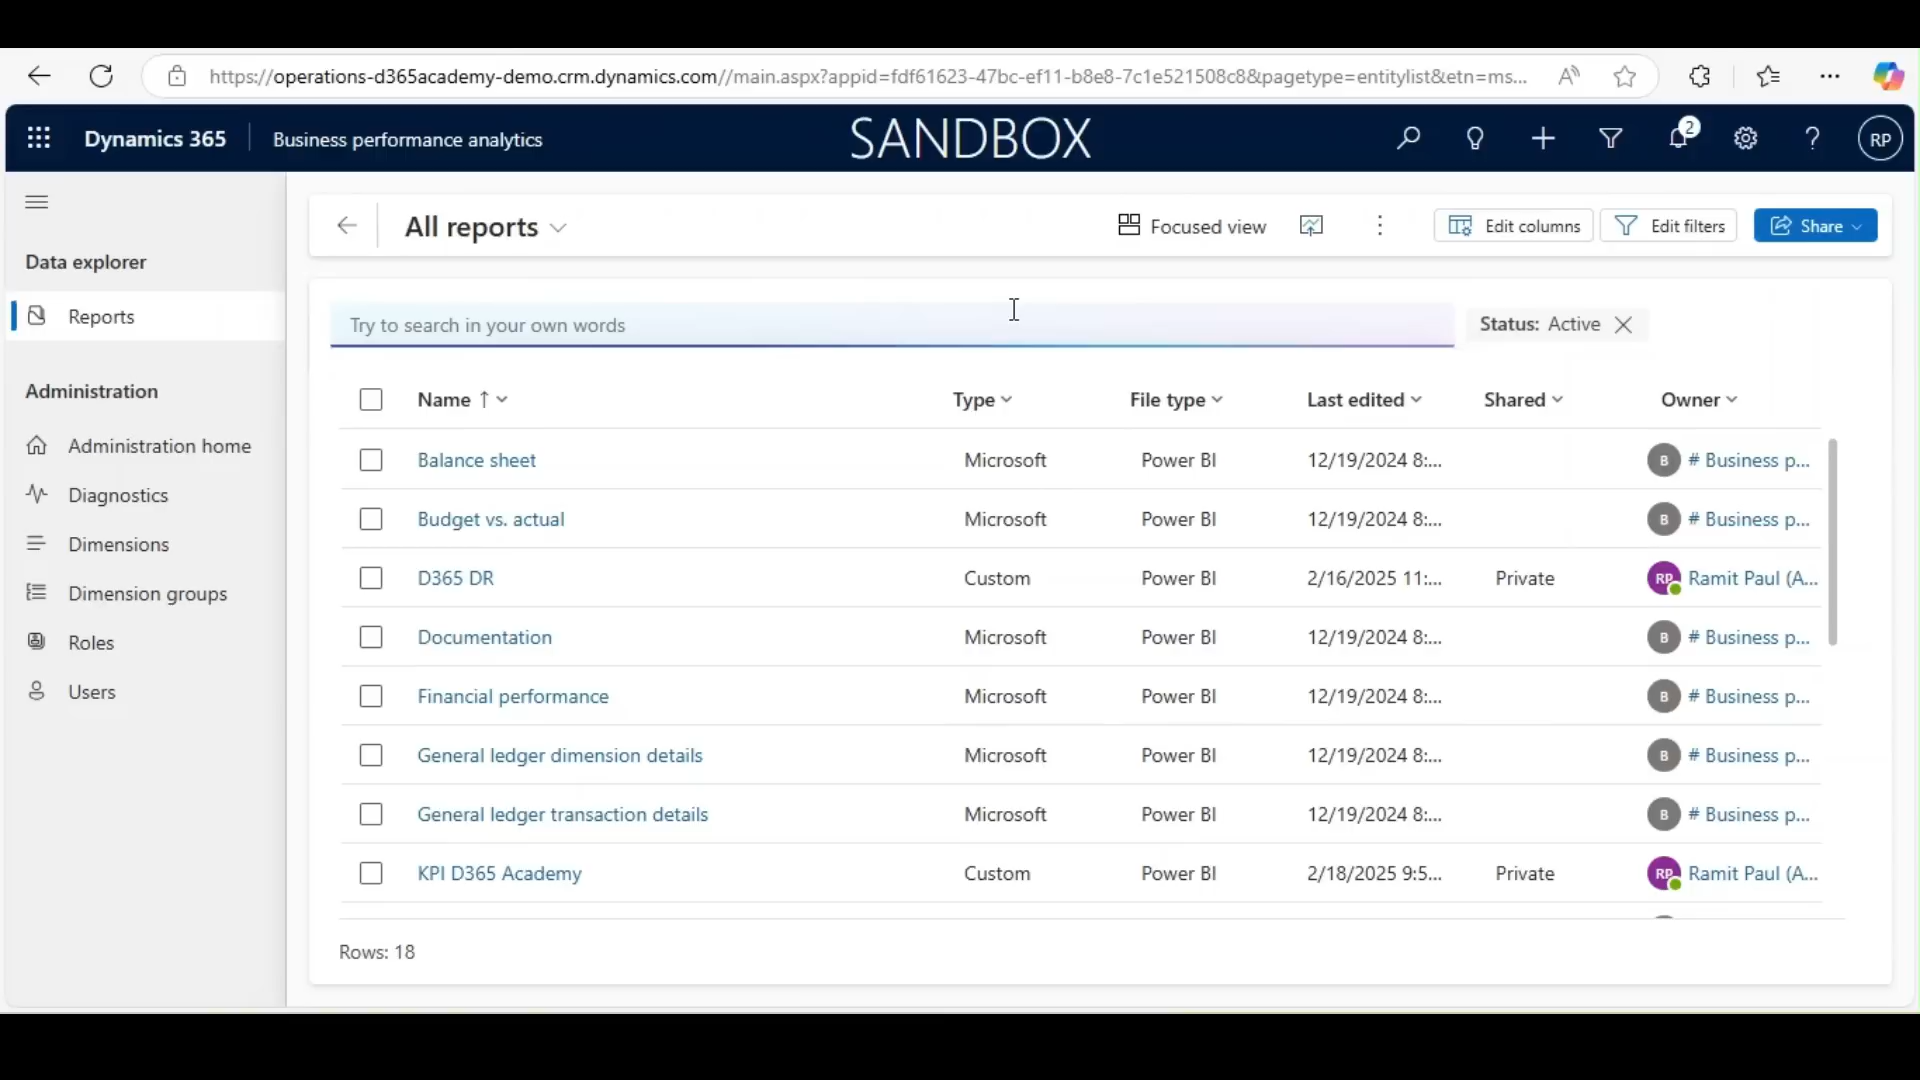 https://operations-d365academy-demo.crm.dynamics.com//main.aspx?appid=fdf61623-47bc-ef11-b8e8-7c1e521508c8&pagetype=entitylist&etn=ms...
Dynamics 365 Business performance analytics SANDBOX 2 ? RP
All reports Focused view Edit columns Edit filters Share
Data explorer
Reports
Administration
Administration home
Diagnostics
Dimensions
Dimension groups
Roles
Users
Try to search in your own words Status: Active
Name ↑ Type File type Last edited Shared Owner
Balance sheet Microsoft Power BI 12/19/2024 8:... B # Business p...
Budget vs. actual Microsoft Power BI 12/19/2024 8:... B # Business p...
D365 DR Custom Power BI 2/16/2025 11:... Private RP Ramit Paul (A...
Documentation Microsoft Power BI 12/19/2024 8:... B # Business p...
Financial performance Microsoft Power BI 12/19/2024 8:... B # Business p...
General ledger dimension details Microsoft Power BI 12/19/2024 8:... B # Business p...
General ledger transaction details Microsoft Power BI 12/19/2024 8:... B # Business p...
KPI D365 Academy Custom Power BI 2/18/2025 9:5... Private RP Ramit Paul (A...
Rows: 18